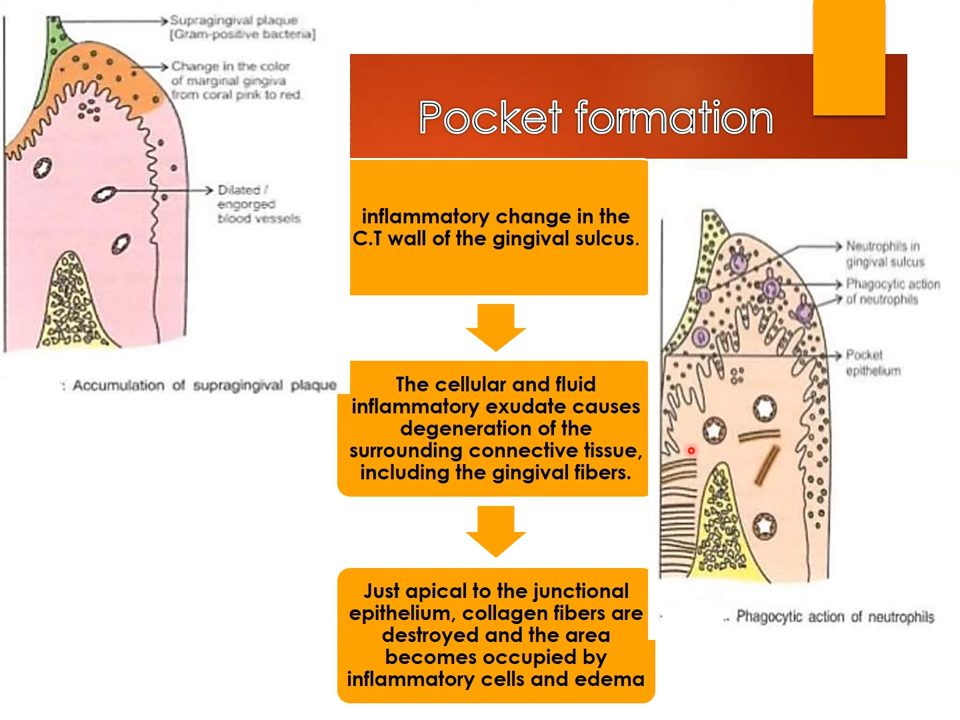 Supragingival plaque
[Gram-positive bacteria]
Change in the color
of marginal gingiva
from coral pink to red.
Dilated /
engorged
blood vessels
: Accumulation of supragingival plaque
Pocket formation
inflammatory change in the
C.T wall of the gingival sulcus.
The cellular and fluid
inflammatory exudate causes
degeneration of the
surrounding connective tissue,
including the gingival fibers.
Just apical to the junctional
epithelium, collagen fibers are
destroyed and the area
becomes occupied by
inflammatory cells and edema
Neutrophils in
gingival sulcus
Phagocytic action
of neutrophils
Pocket
epithelium
Phagocytic action of neutrophils